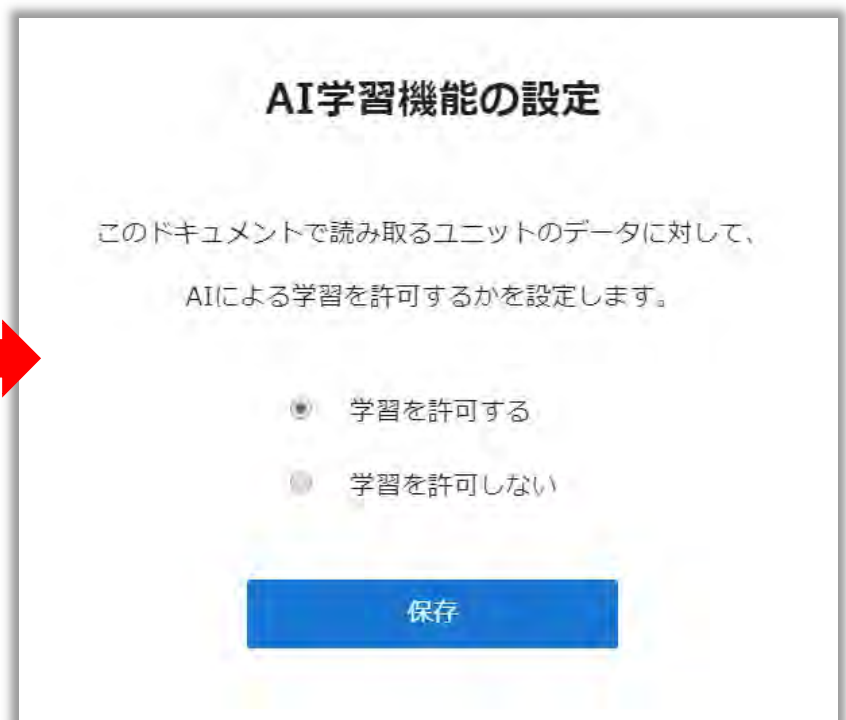 AI学習機能の設定
このドキュメントで読み取るユニットのデータに対して、
AIによる学習を許可するかを設定します。
学習を許可する
学習を許可しない
保存